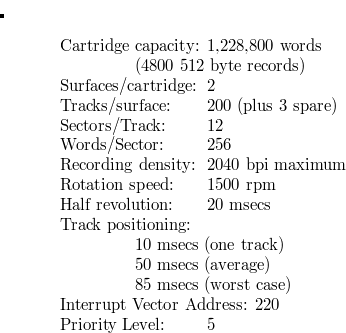 Cartridge capacity: 1,228,800 words
(4800 512 byte records)
Surfaces/cartridge: 2
Tracks/surface: 200 (plus 3 spare)
Sectors/Track: 12
Words/Sector: 256
Recording density: 2040 bpi maximum
Rotation speed: 1500 rpm
Half revolution: 20 msecs
Track positioning:
10 msecs (one track)
50 msecs (average)
85 msecs (worst case)
Interrupt Vector Address: 220
Priority Level: 5